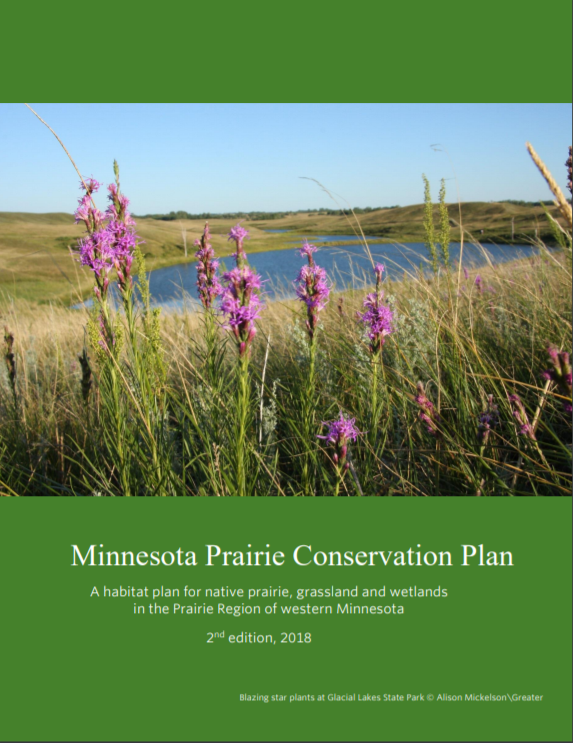 Minnesota Prairie Conservation Plan
A habitat plan for native prairie, grassland and wetlands
in the Prairie Region of western Minnesota
2nd edition, 2018
Blazing star plants at Glacial Lakes State Park © Alison Mickelson\Greater